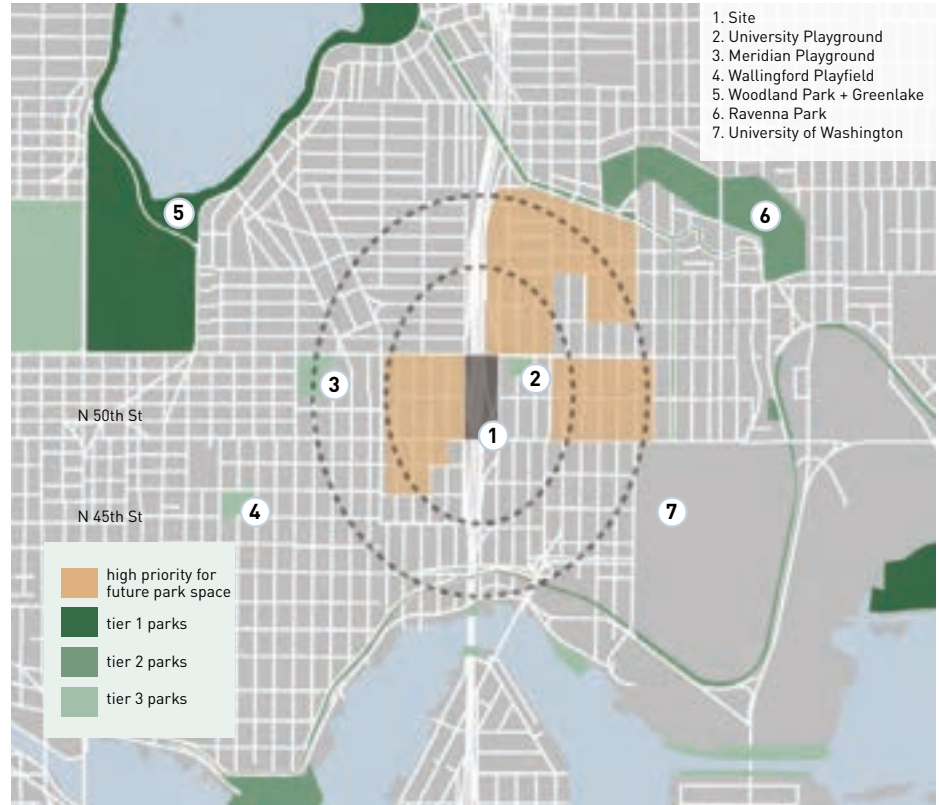 1. Site
2. University Playground
3. Meridian Playground
4. Wallingford Playfield
5. Woodland Park + Greenlake
6. Ravenna Park
7. University of Washington
5
6
3
2
N 50th St
1
4
7
N 45th St
high priority for
future park space
tier 1 parks
tier 2 parks
tier 3 parks